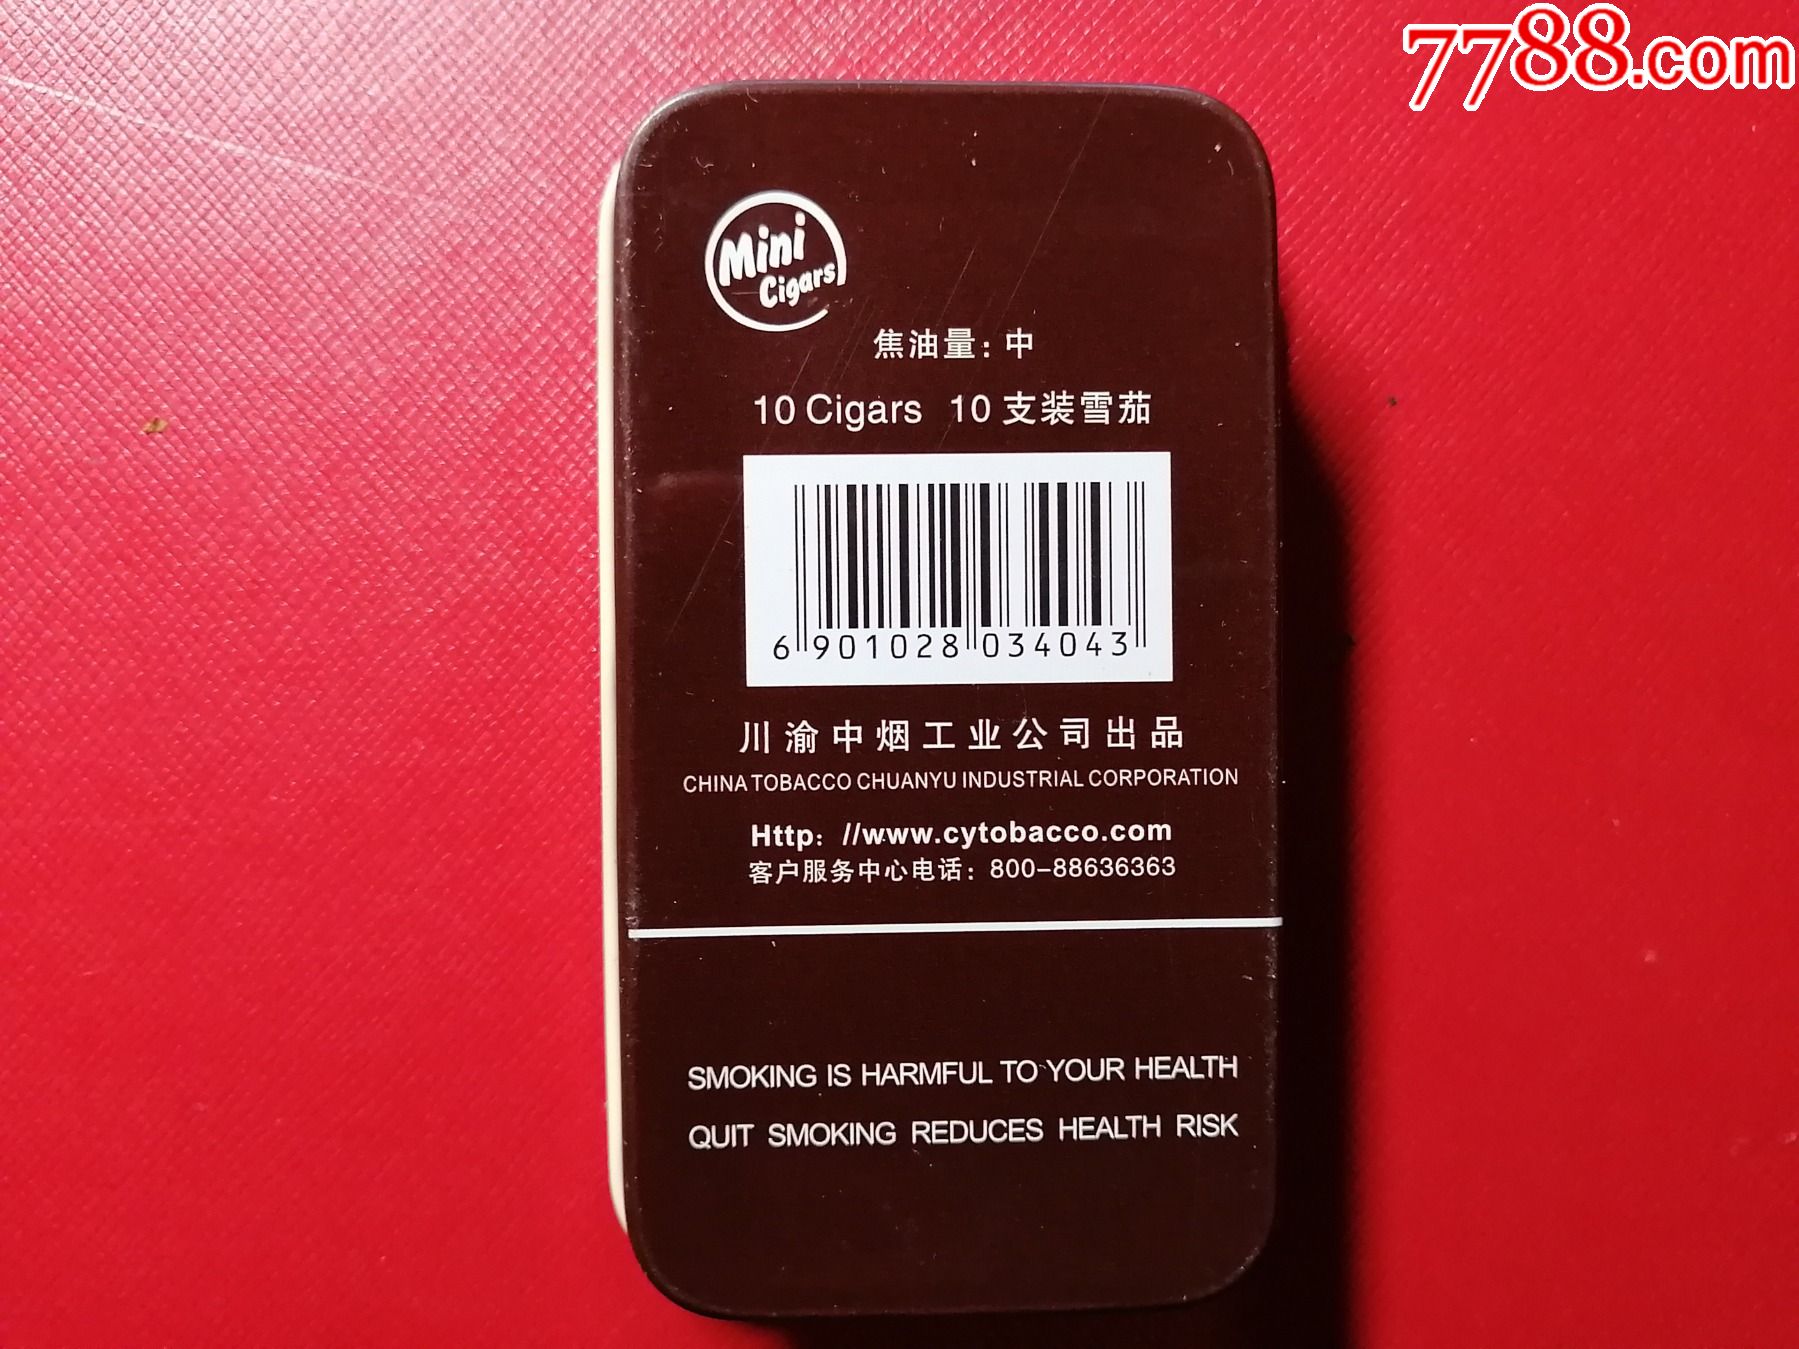 7788.com
Mini
Cigars
焦油量:中
10 Cigars 10 支装雪茄
6 901028 034043
川渝中烟工业公司出品
CHINA TOBACCO CHUANYU INDUSTRIAL CORPORATION
Http: //www.cytobacco.com
客户服务中心电话: 800-88636363
SMOKING IS HARMFUL TO YOUR HEALTH
QUIT SMOKING REDUCES HEALTH RISK